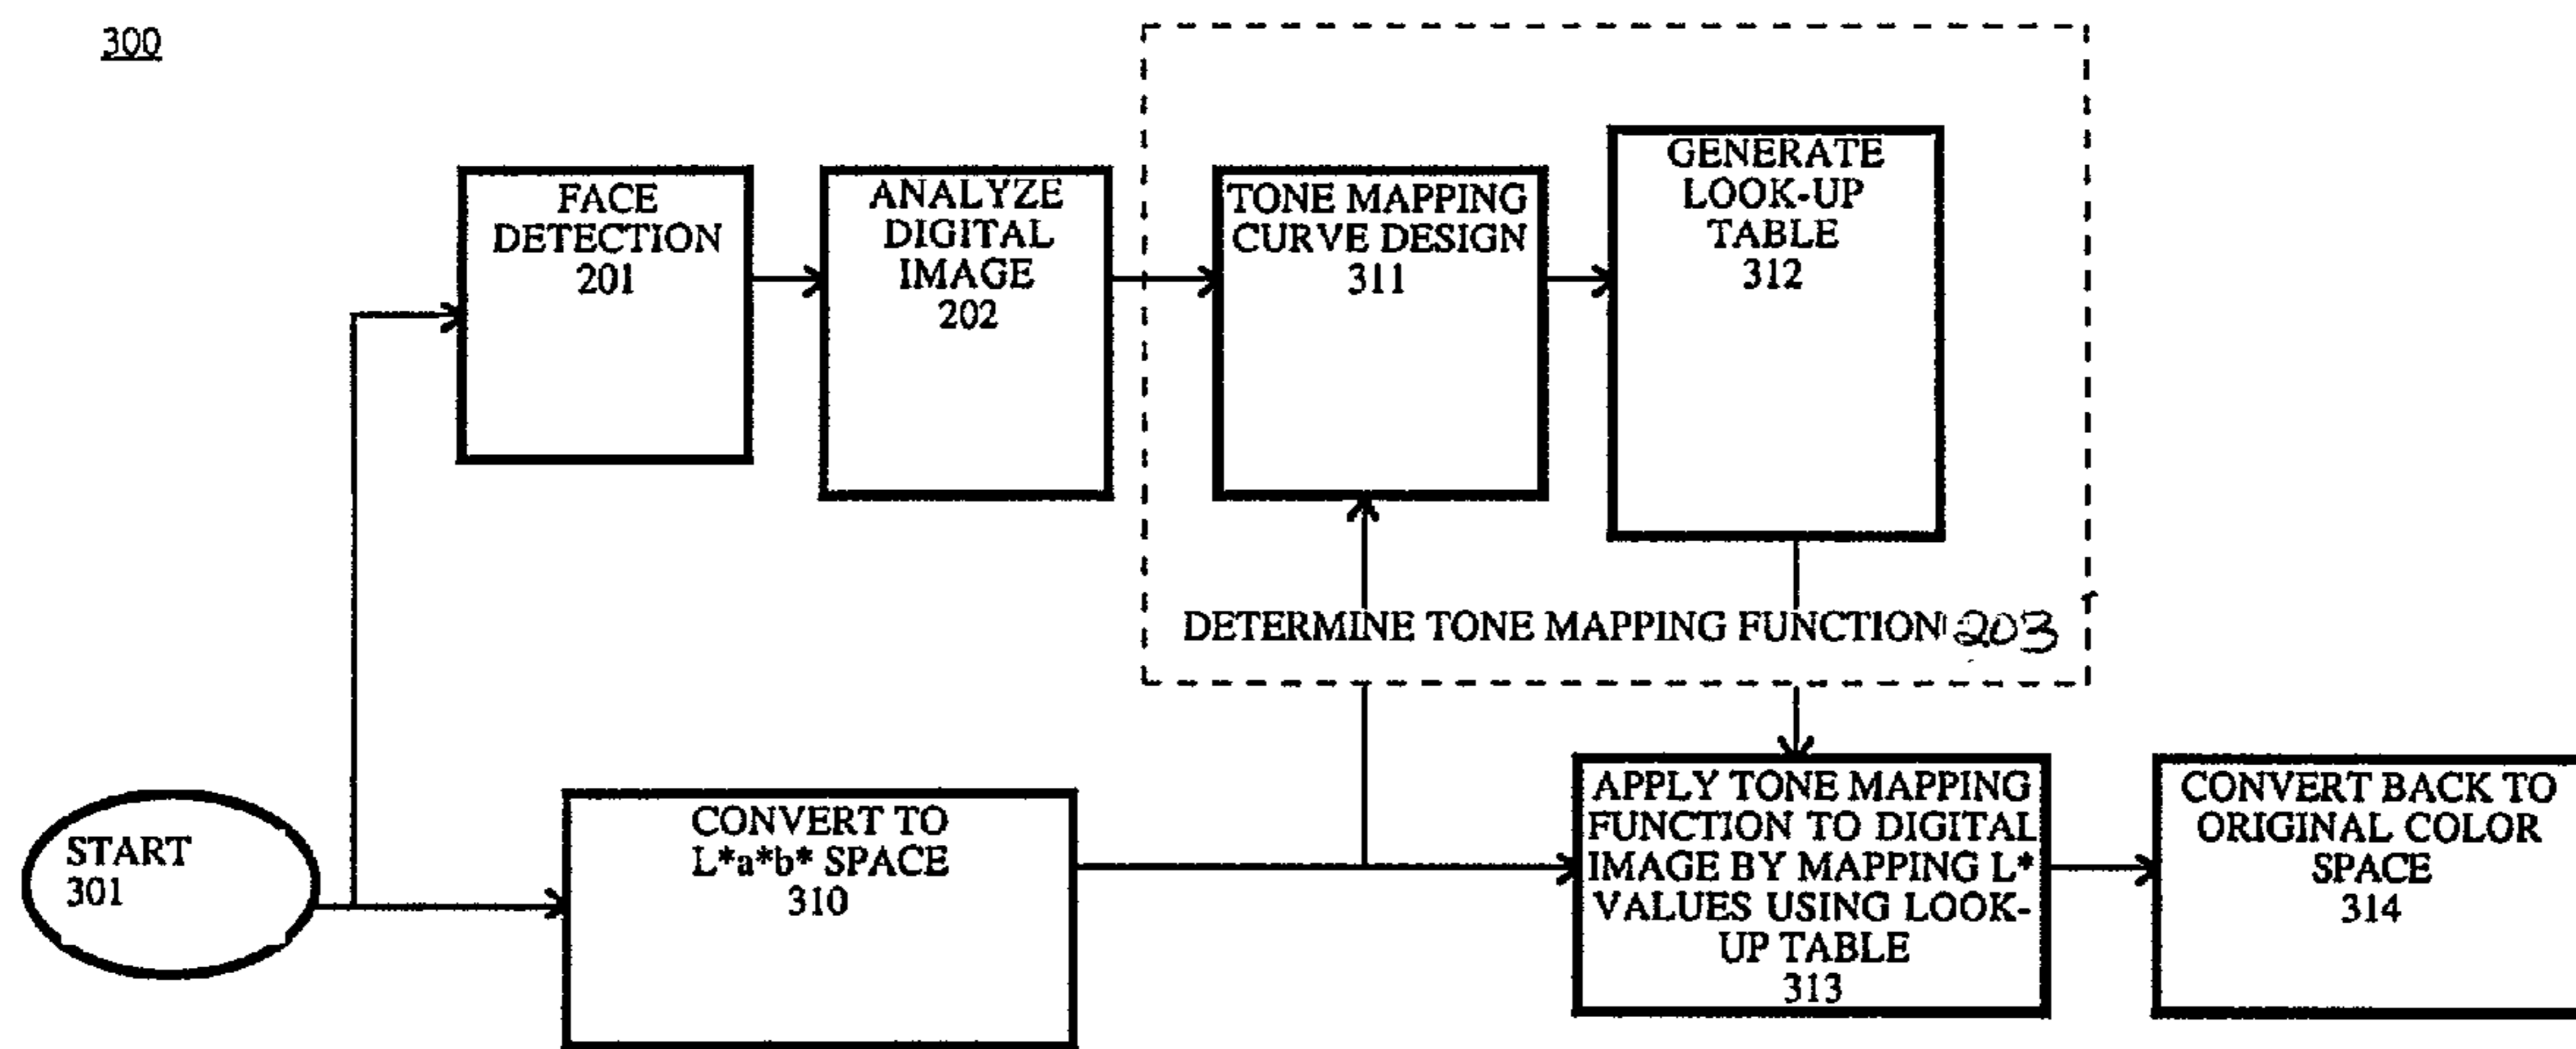 300
FACE
DETECTION
201
ANALYZE
DIGITAL
IMAGE
202
TONE MAPPING
CURVE DESIGN
311
GENERATE
LOOK-UP
TABLE
312
DETERMINE TONE MAPPING FUNCTION 203
START
301
CONVERT TO
L*a*b* SPACE
310
APPLY TONE MAPPING
FUNCTION TO DIGITAL
IMAGE BY MAPPING L*
VALUES USING LOOK-
UP TABLE
313
CONVERT BACK TO
ORIGINAL COLOR
SPACE
314